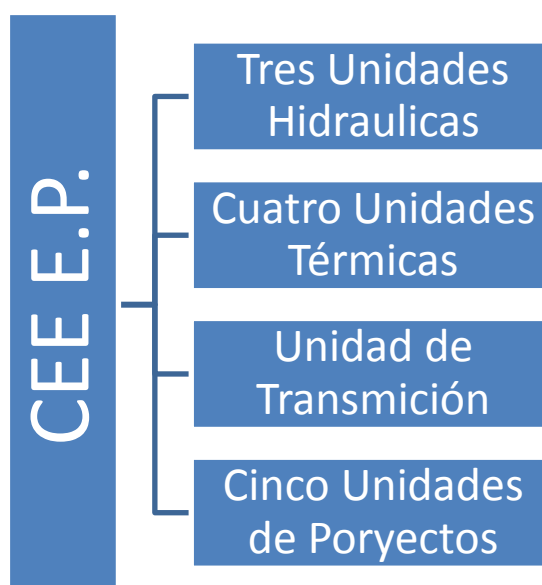 CEE E.P.
Tres Unidades
Hidraulicas
Cuatro Unidades
Térmicas
Unidad de
Transmición
Cinco Unidades
de Poryectos